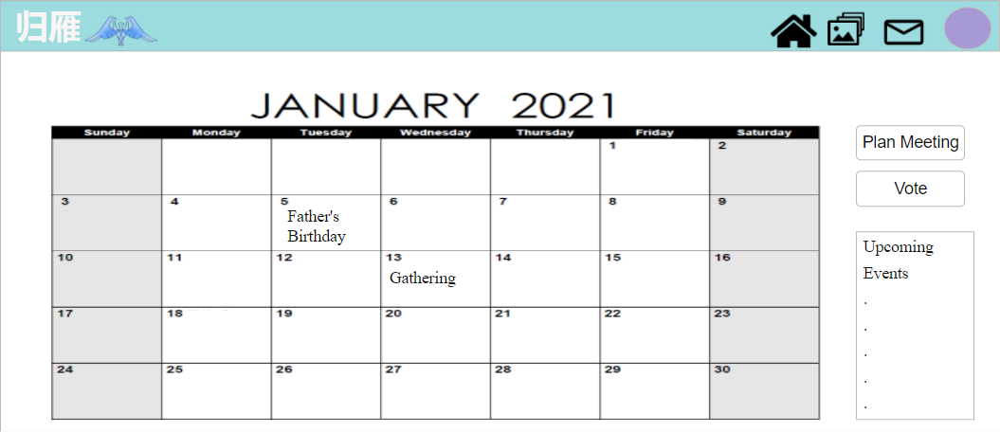 归雁
JANUARY 2021
Sunday Monday Tuesday Wednesday Thursday Friday Saturday
1 2
3 4 5 6 7 8 9
Father's
Birthday
10 11 12 13 14 15 16
Gathering
17 18 19 20 21 22 23
24 25 26 27 28 29 30
Plan Meeting
Vote
Upcoming
Events
.
.
.
.
.